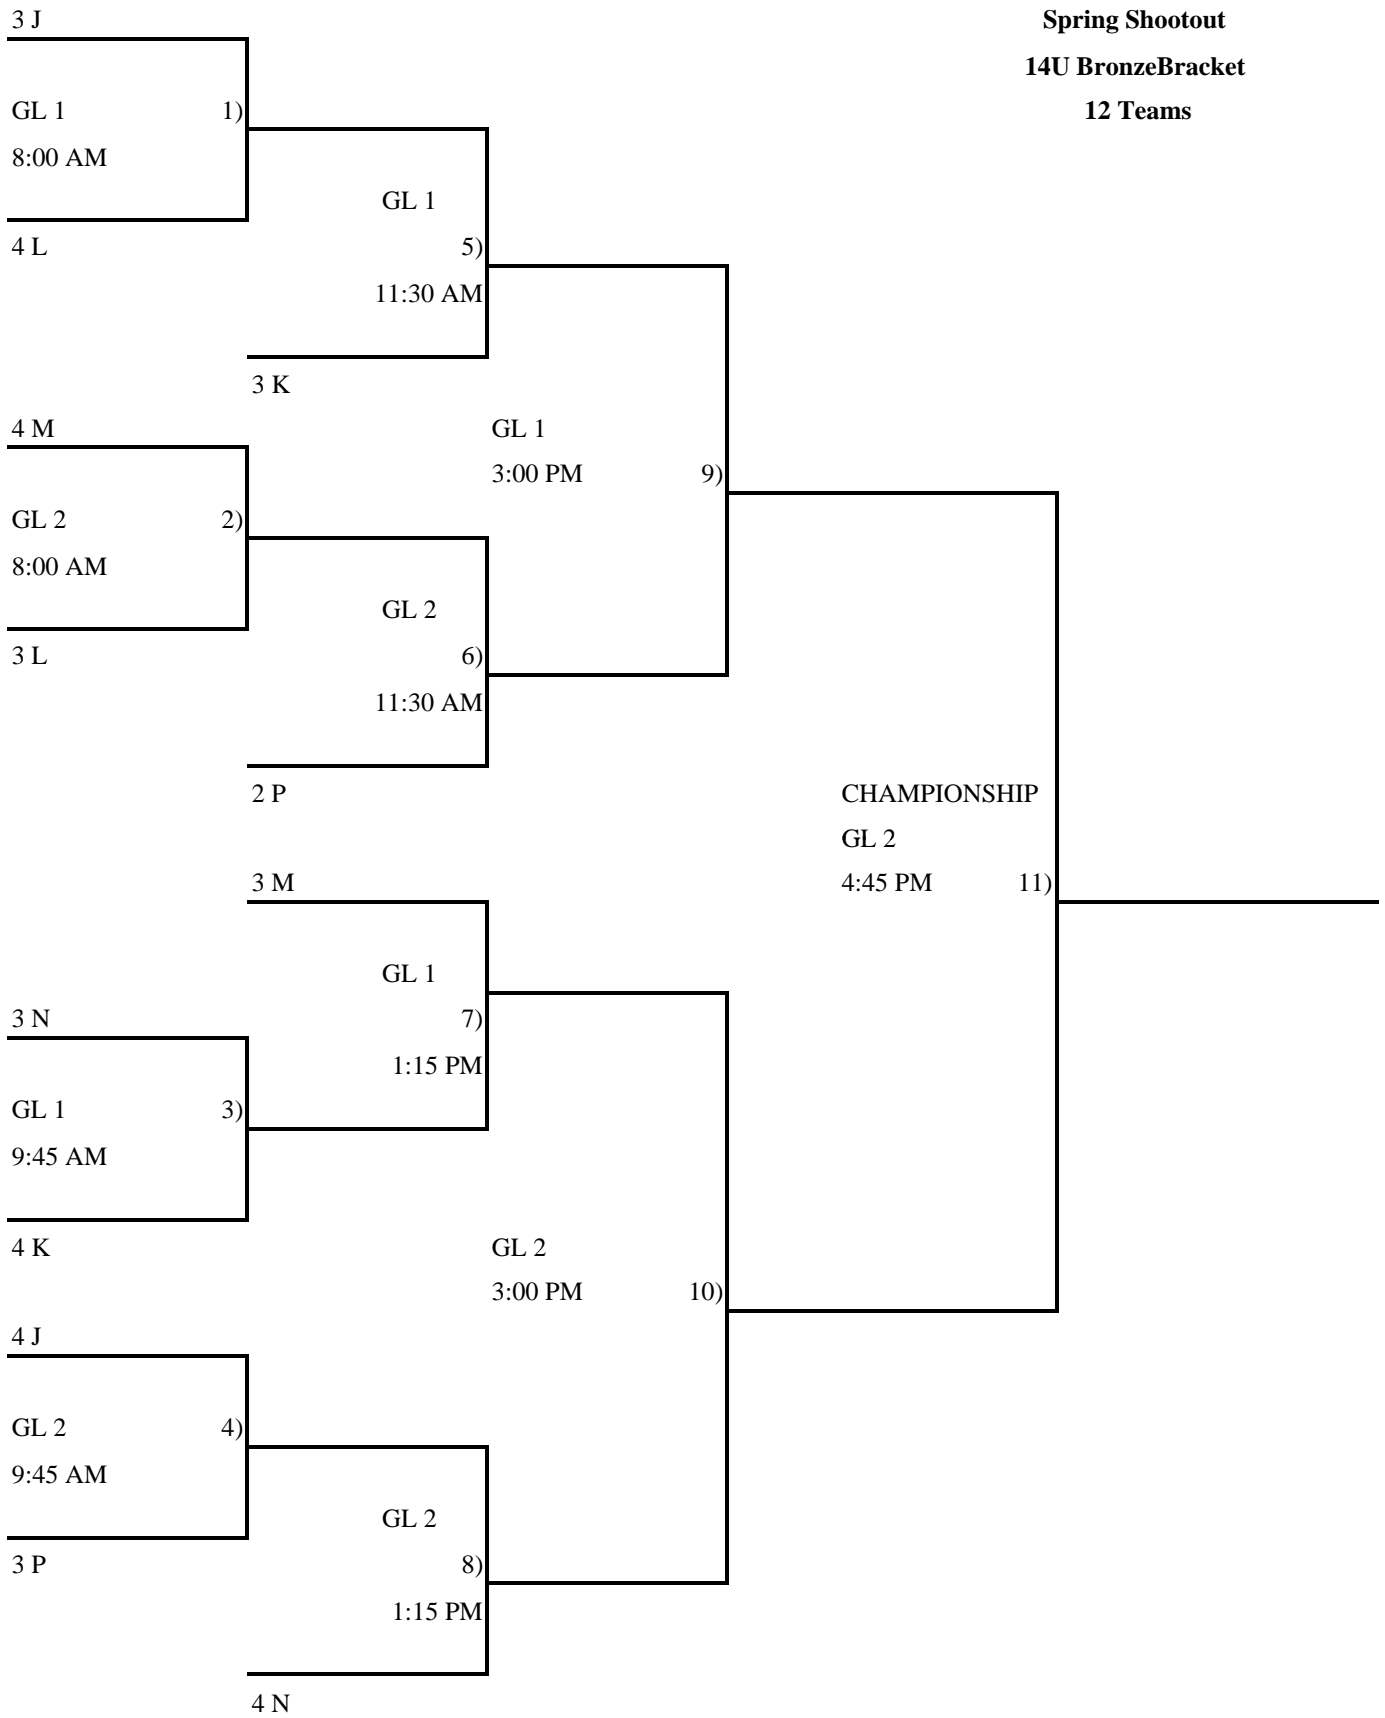 3 J
Spring Shootout
14U BronzeBracket
12 Teams
GL 1
1)
8:00 AM
4 L
GL 1
5)
11:30 AM
3 K
4 M
GL 1
3:00 PM
9)
GL 2
2)
8:00 AM
3 L
GL 2
6)
11:30 AM
2 P
CHAMPIONSHIP
GL 2
4:45 PM
11)
3 M
GL 1
7)
1:15 PM
3 N
GL 1
3)
9:45 AM
4 K
GL 2
3:00 PM
10)
4 J
GL 2
4)
9:45 AM
3 P
GL 2
8)
1:15 PM
4 N